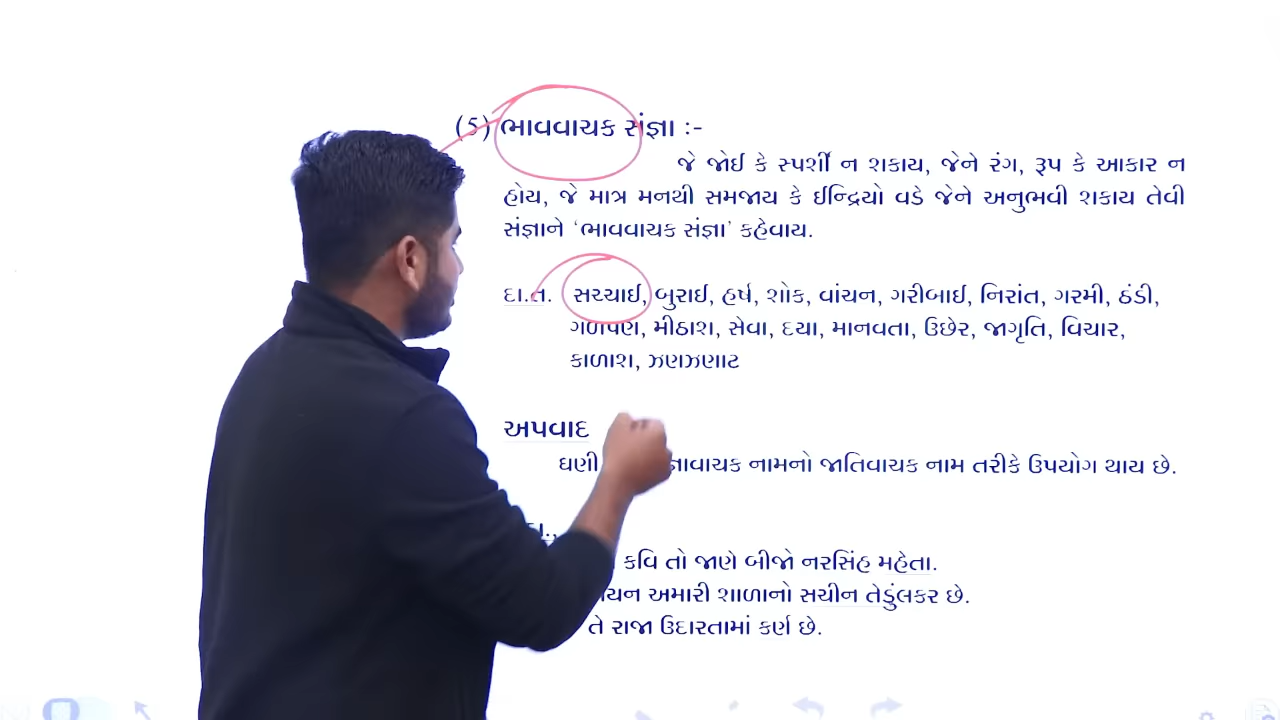 (5) ભાવવાચક સંજ્ઞા :-
જે જોઈ કે સ્પર્શી ન શકાય, જેને રંગ, રૂપ કે આકાર ન
હોય, જે માત્ર મનથી સમજાય કે ઈન્દ્રિયો વડે જેને અનુભવી શકાય તેવી
સંજ્ઞાને ‘ભાવવાચક સંજ્ઞા’ કહેવાય.
દા.ત. સચ્ચાઈ, બુરાઈ, હર્ષ, શોક, વાંચન, ગરીબાઈ, નિરાંત, ગરમી, ઠંડી,
ગળપણ, મીઠાશ, સેવા, દયા, માનવતા, ઉછેર, જાગૃતિ, વિચાર,
કાળાશ, ઝણઝણાટ
અપવાદ
ઘણી નામનો જાતિવાચક નામ તરીકે ઉપયોગ થાય છે.
કવિ તો જાણે બીજો નરસિંહ મહેતા.
અમારી શાળાનો સચીન તેડુંલકર છે.
તે રાજા ઉદારતામાં કર્ણ છે.